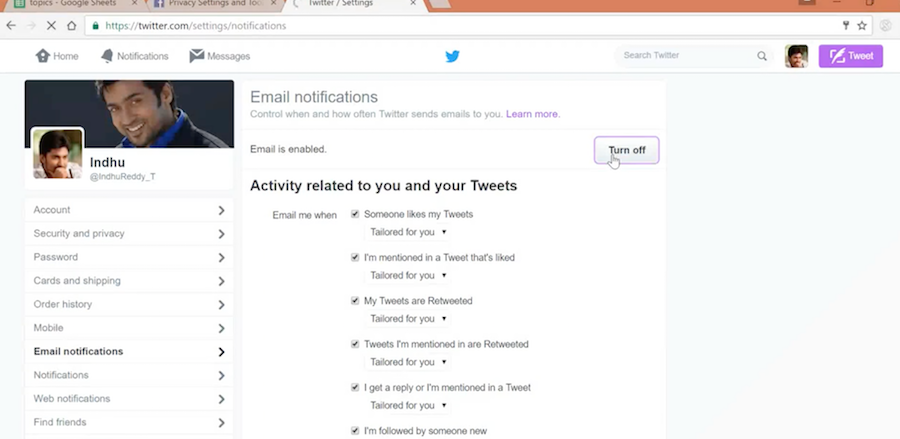 topics - Google Sheets
Privacy Settings and Too
Twitter / Settings
https://twitter.com/settings/notifications
Home
Notifications
Messages
Search Twitter
Tweet
Email notifications
Control when and how often Twitter sends emails to you. Learn more.
Email is enabled.
Turn off
Indhu
@IndhuReddy_T
Account
Security and privacy
Password
Cards and shipping
Order history
Mobile
Email notifications
Notifications
Web notifications
Find friends
Activity related to you and your Tweets
Email me when
Someone likes my Tweets
Tailored for you
I'm mentioned in a Tweet that's liked
Tailored for you
My Tweets are Retweeted
Tailored for you
Tweets I'm mentioned in are Retweeted
Tailored for you
I get a reply or I'm mentioned in a Tweet
Tailored for you
I'm followed by someone new